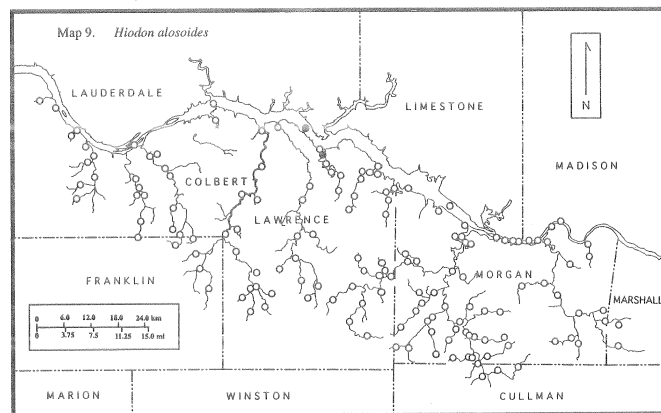 Map 9. Hiodon alosoides
LAUDERDALE
LIMESTONE
N
MADISON
COLBERT
LAWRENCE
FRANKLIN
MORGAN
MARSHALL
0 6.0 12.0 18.0 24.0 km
0 3.75 7.5 11.25 15.0 mi
MARION
WINSTON
CULLMAN